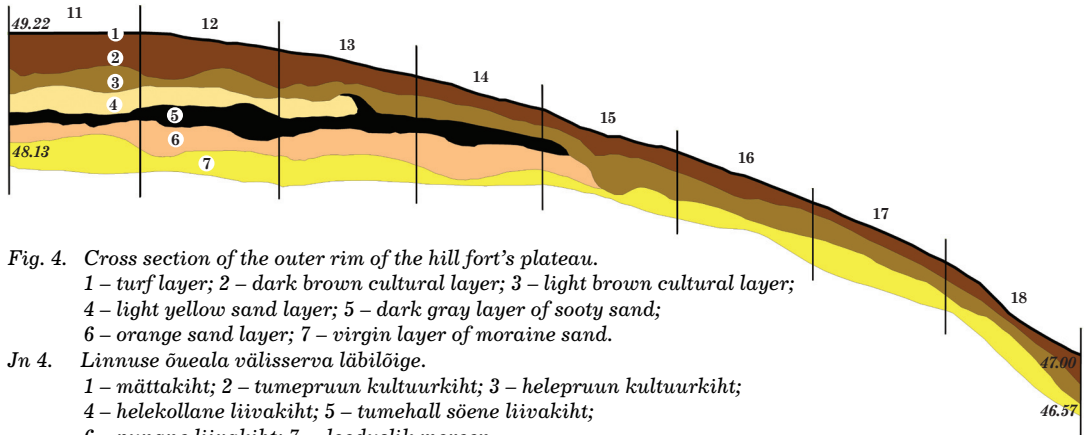 11
12
13
14
15
16
17
18
49.22
48.13
47.00
46.57
1
2
3
4
5
6
7
Fig. 4. Cross section of the outer rim of the hill fort’s plateau.
1 – turf layer; 2 – dark brown cultural layer; 3 – light brown cultural layer;
4 – light yellow sand layer; 5 – dark gray layer of sooty sand;
6 – orange sand layer; 7 – virgin layer of moraine sand.
Jn 4. Linnuse õueala välisserva läbilõige.
1 – mättakiht; 2 – tumepruun kultuurkiht; 3 – helepruun kultuurkiht;
4 – helekollane liivakiht; 5 – tumehall söene liivakiht;